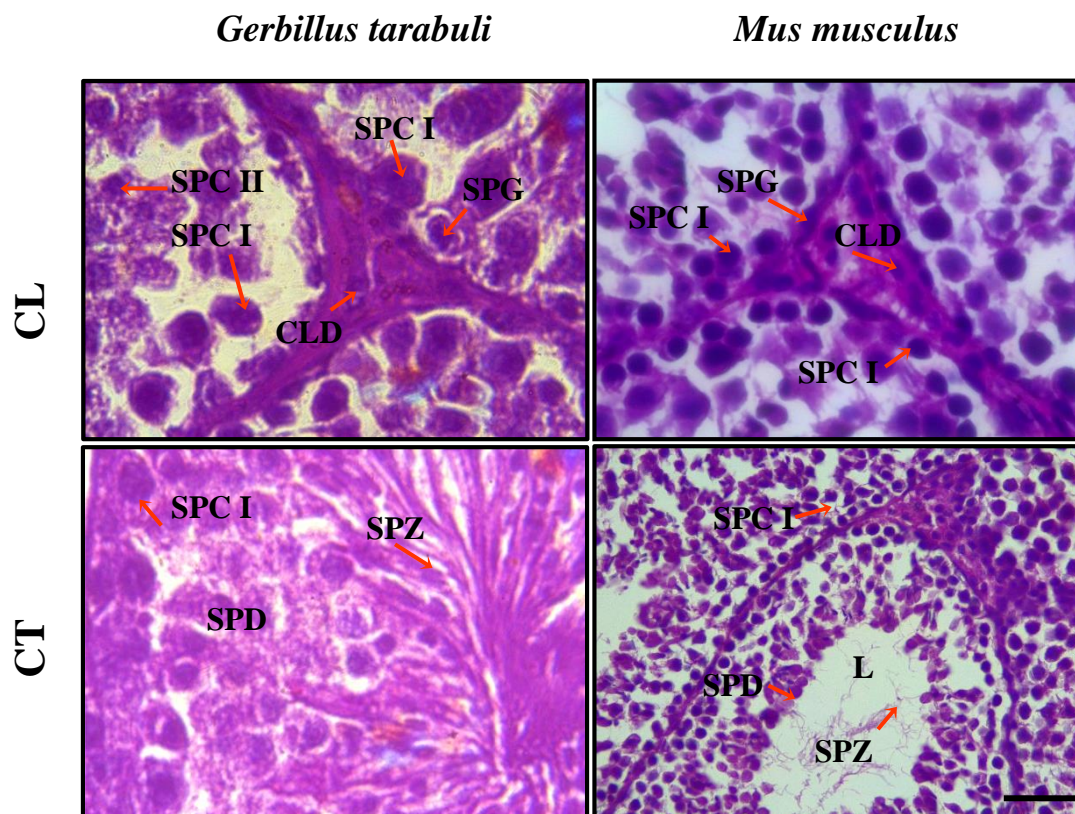 Gerbillus tarabuli
Mus musculus
CL
SPC I
SPC II
SPG
SPC I
CLD
SPG
SPC I
CLD
SPC I
CT
SPC I
SPZ
SPD
SPC I
L
SPD
SPZ